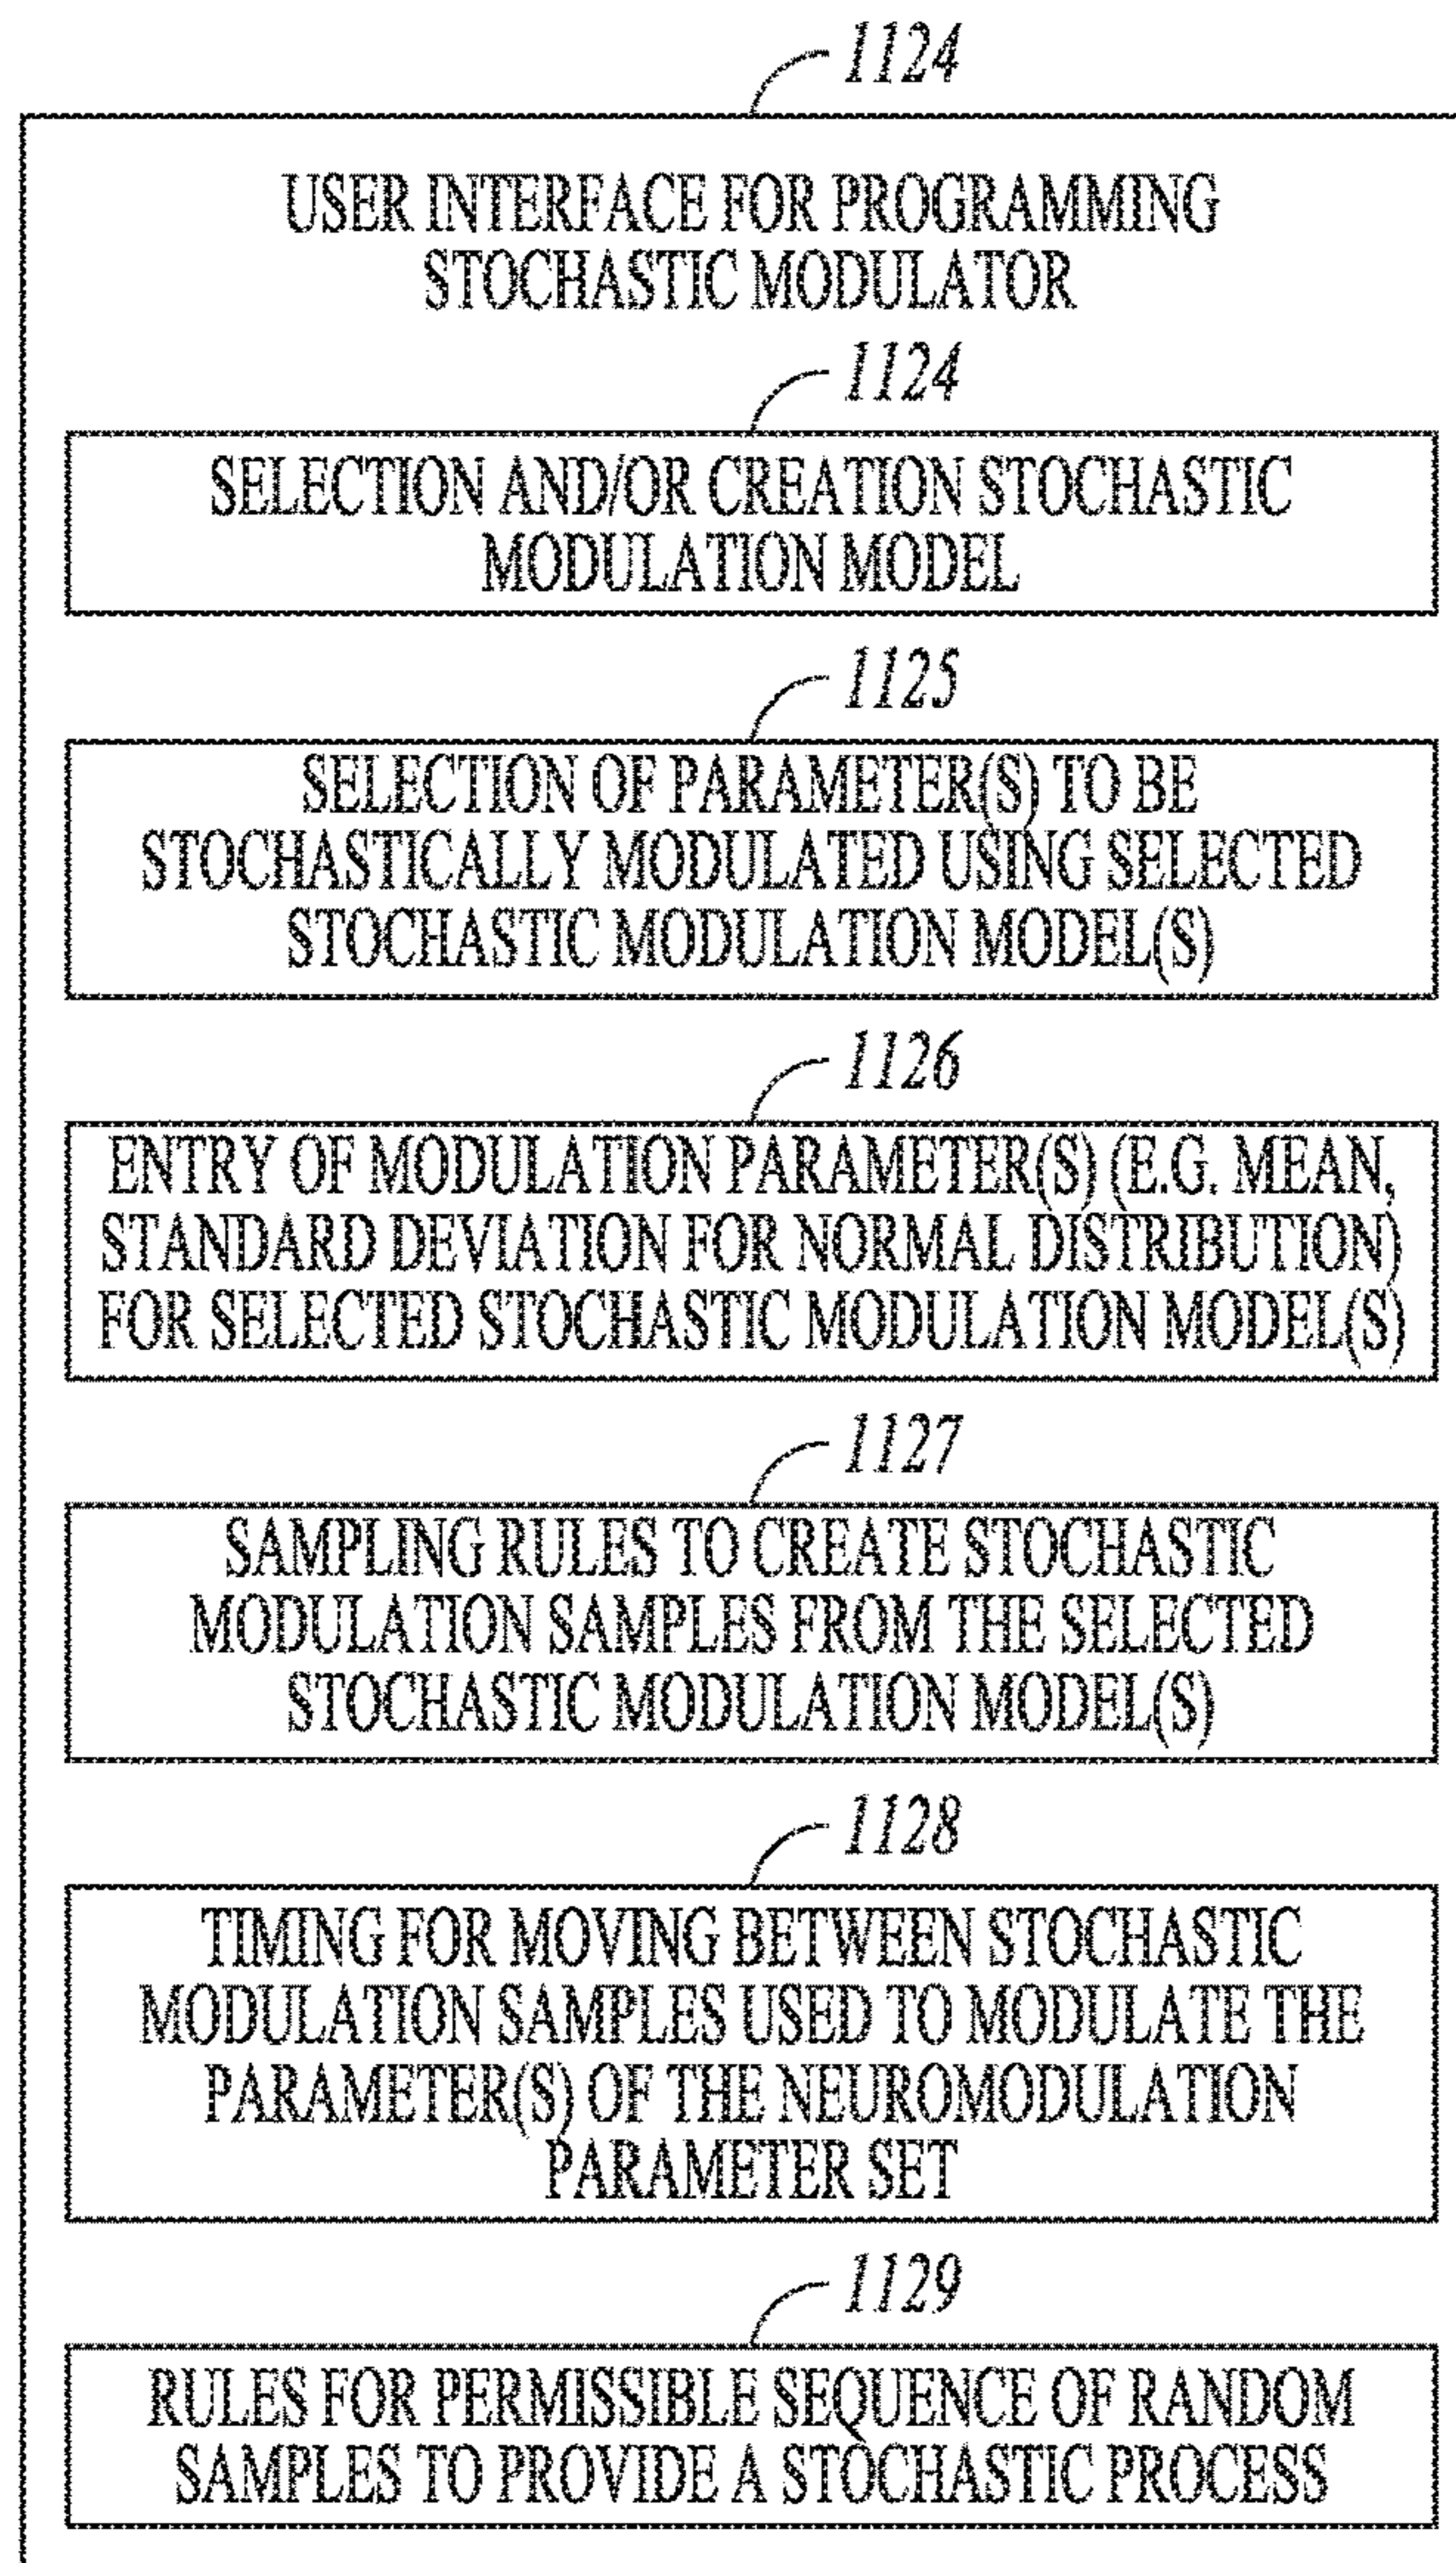 1124
USER INTERFACE FOR PROGRAMMING
STOCHASTIC MODULATOR
1124
SELECTION AND/OR CREATION STOCHASTIC
MODULATION MODEL
1125
SELECTION OF PARAMETER(S) TO BE
STOCHASTICALLY MODULATED USING SELECTED
STOCHASTIC MODULATION MODEL(S)
1126
ENTRY OF MODULATION PARAMETER(S) (E.G. MEAN,
STANDARD DEVIATION FOR NORMAL DISTRIBUTION)
FOR SELECTED STOCHASTIC MODULATION MODEL(S)
1127
SAMPLING RULES TO CREATE STOCHASTIC
MODULATION SAMPLES FROM THE SELECTED
STOCHASTIC MODULATION MODEL(S)
1128
TIMING FOR MOVING BETWEEN STOCHASTIC
MODULATION SAMPLES USED TO MODULATE THE
PARAMETER(S) OF THE NEUROMODULATION
PARAMETER SET
1129
RULES FOR PERMISSIBLE SEQUENCE OF RANDOM
SAMPLES TO PROVIDE A STOCHASTIC PROCESS